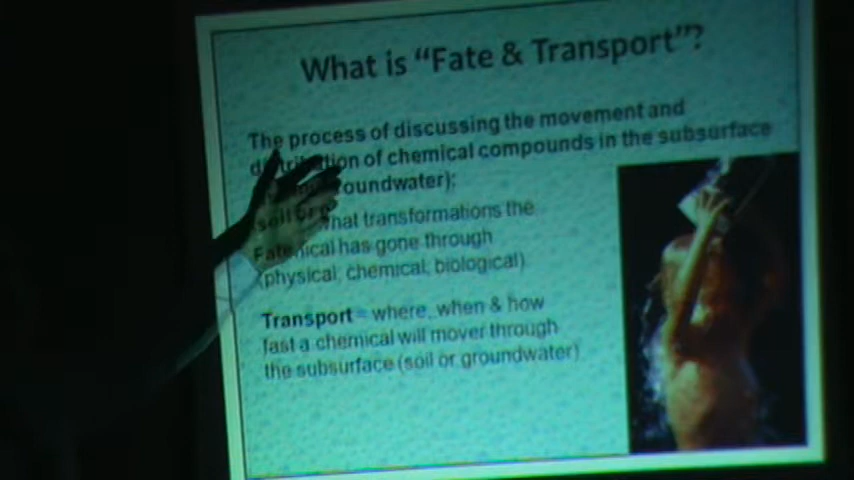 What is “Fate & Transport”?
The process of discussing the movement and
of chemical compounds in the subsurface
(soil or groundwater):
what transformations the
has gone through
(physical, chemical, biological)
Transport = where, when & how
fast a chemical will mover through
the subsurface (soil or groundwater)